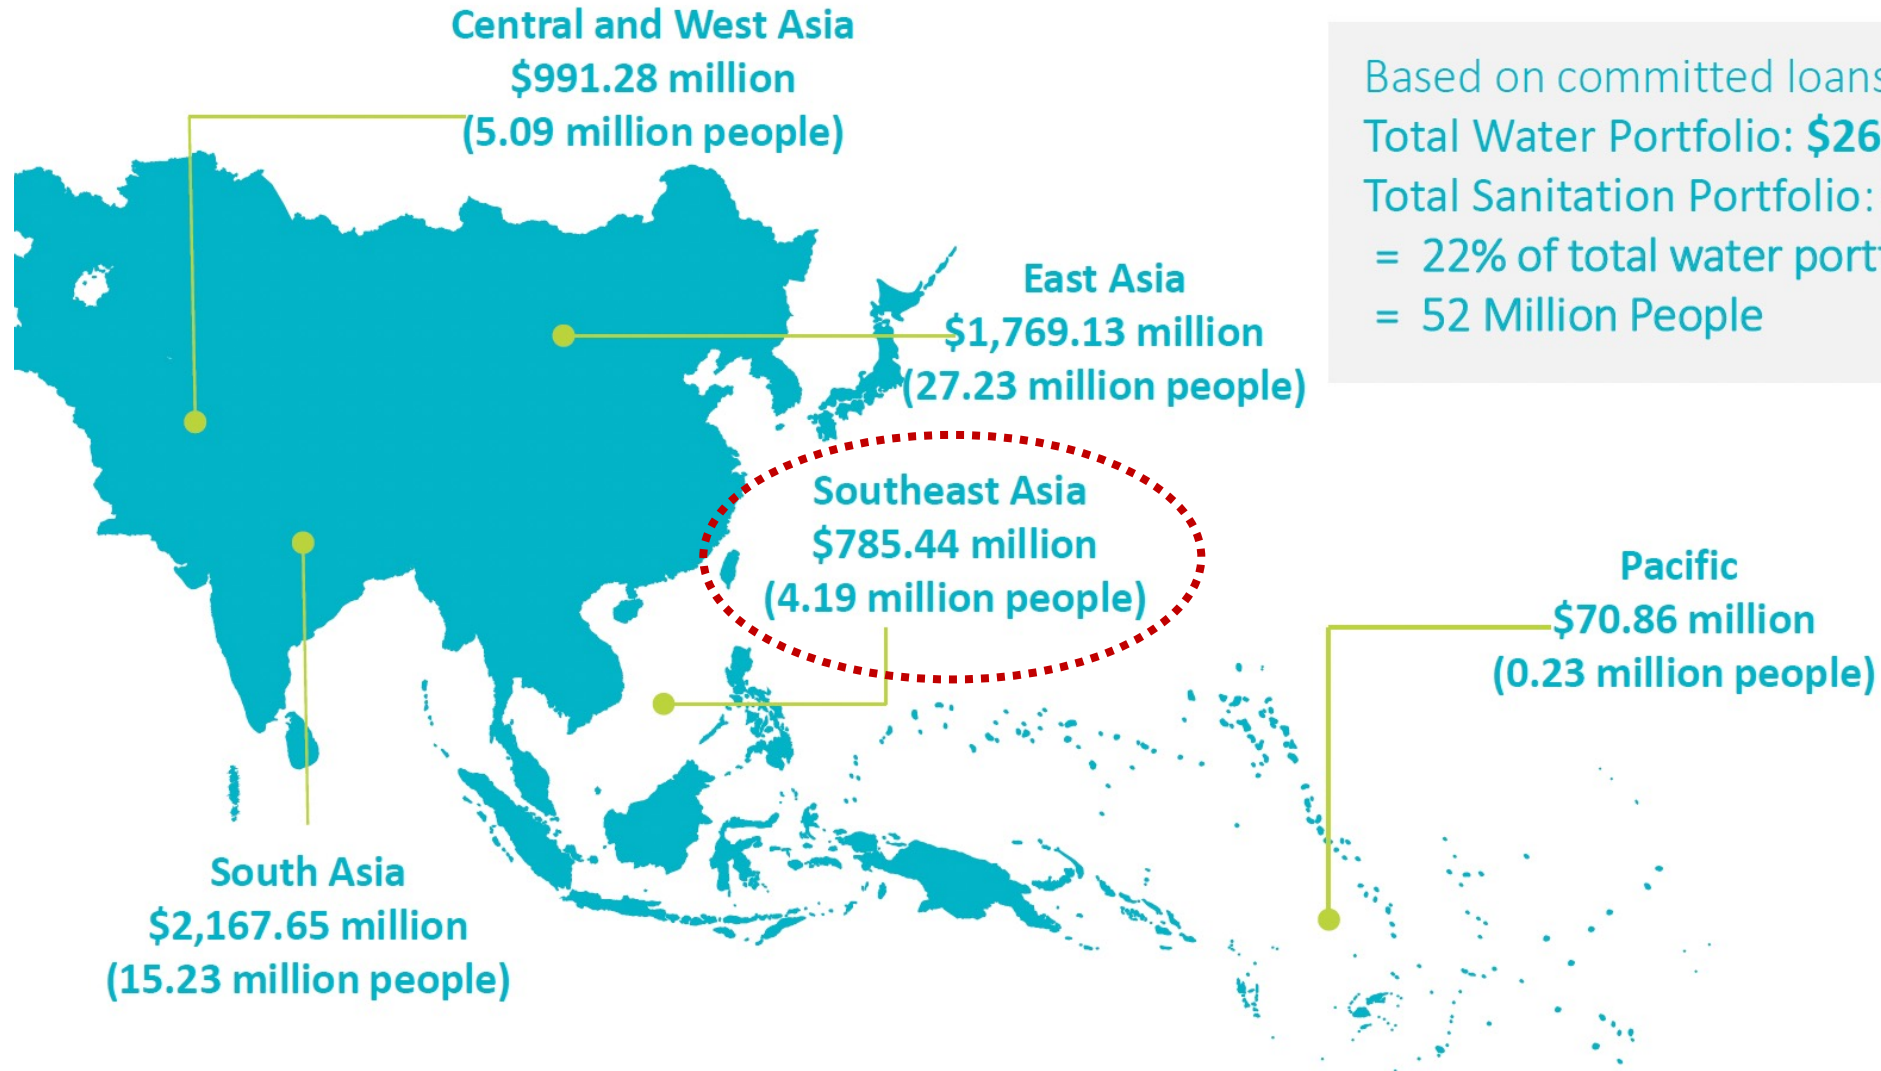 Central and West Asia
$991.28 million
(5.09 million people)
Based on committed loans
Total Water Portfolio: $26
Total Sanitation Portfolio:
= 22% of total water
= 52 Million People
East Asia
$1,769.13 million
(27.23 million people)
Southeast Asia
$785.44 million
(4.19 million people)
Pacific
$70.86 million
(0.23 million people)
South Asia
$2,167.65 million
(15.23 million people)